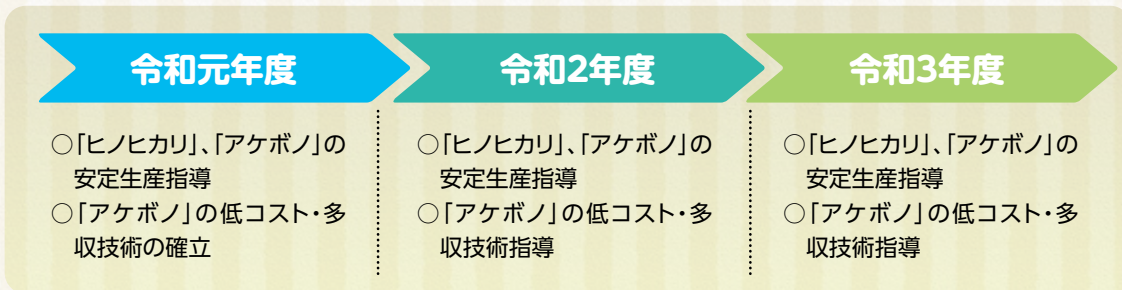 令和元年度
○「ヒノヒカリ」、「アケボノ」の
安定生産指導
○「アケボノ」の低コスト・多
収技術の確立
令和2年度
○「ヒノヒカリ」、「アケボノ」の
安定生産指導
○「アケボノ」の低コスト・多
収技術指導
令和3年度
○「ヒノヒカリ」、「アケボノ」の
安定生産指導
○「アケボノ」の低コスト・多
収技術指導